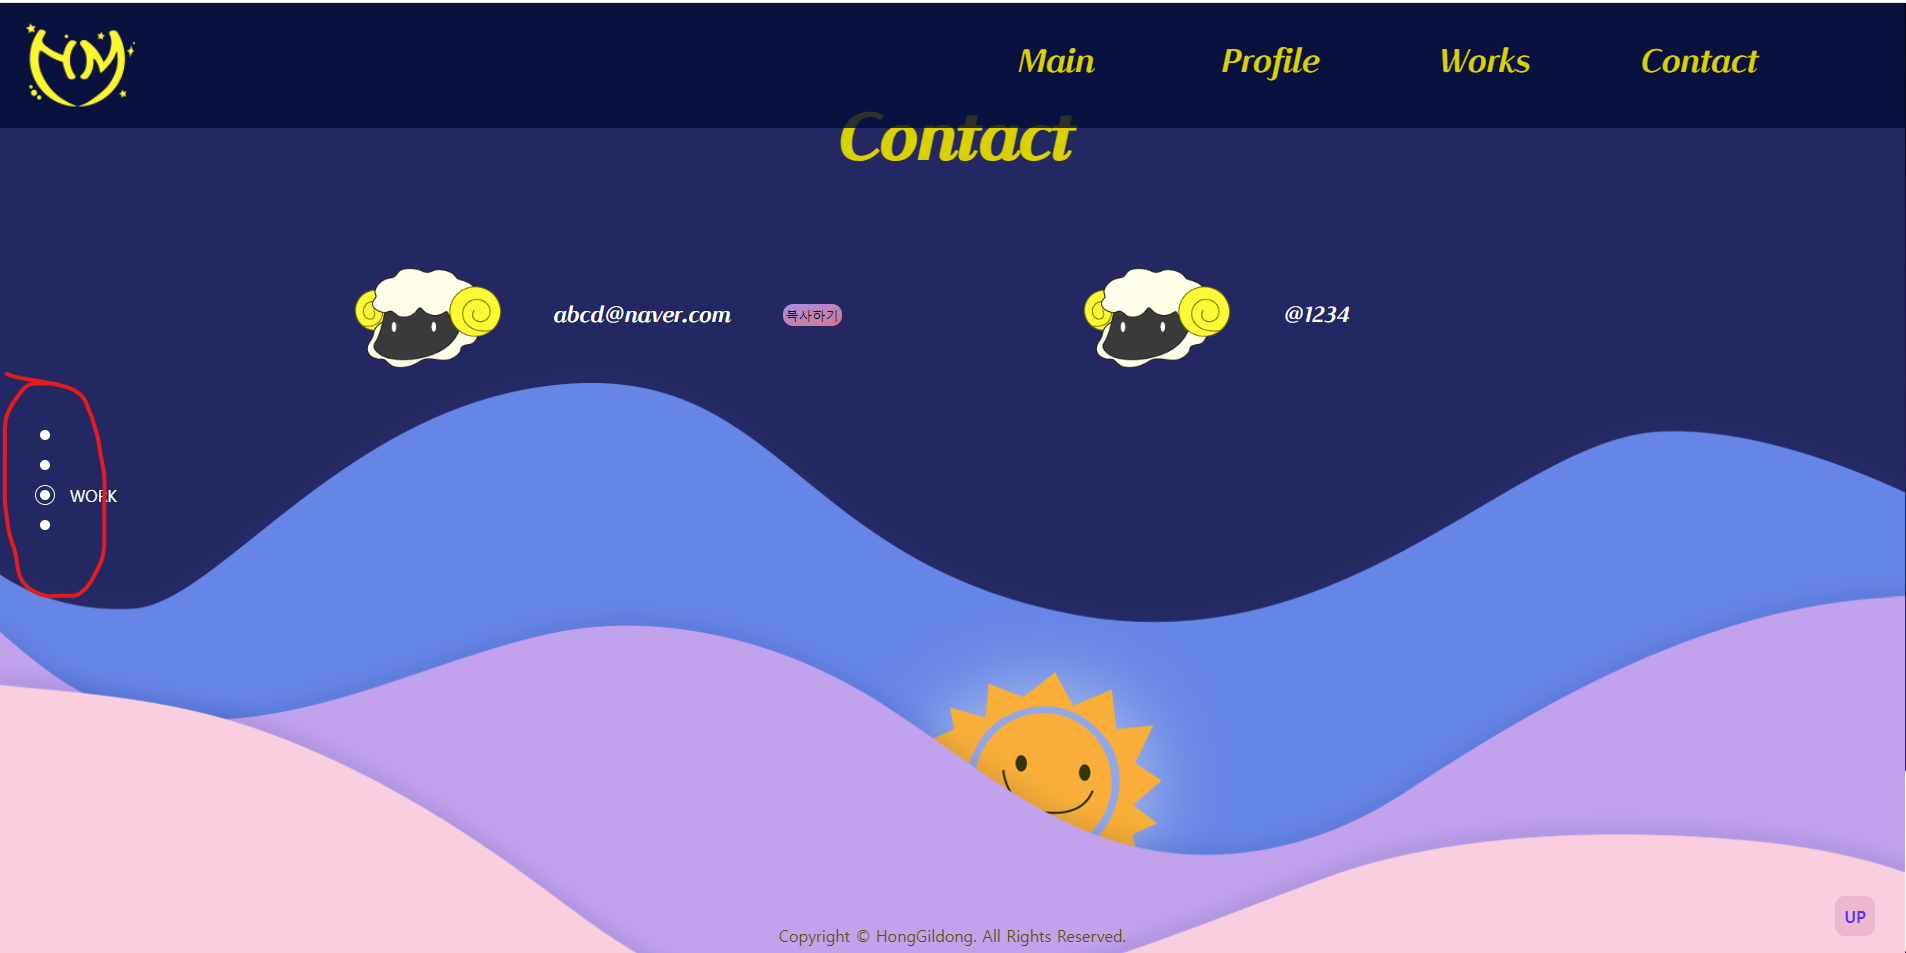 HM
Main Profile Works Contact
Contact
abcd@naver.com 복사하기 @1234
WORK
UP
Copyright © HongGildong. All Rights Reserved.